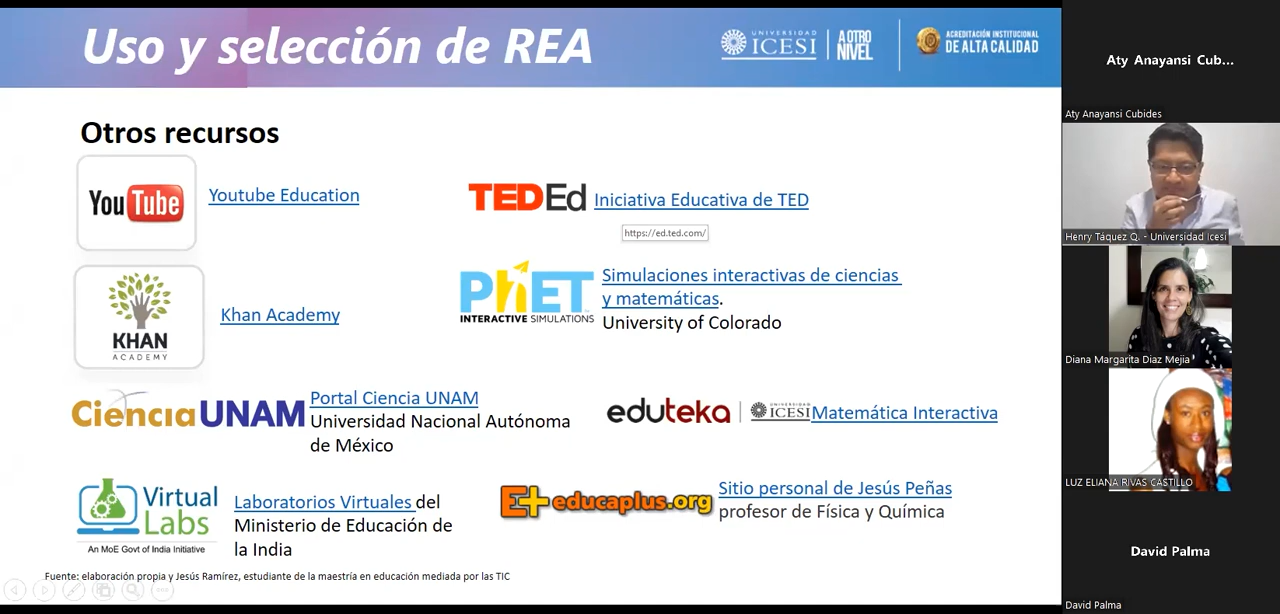 Uso y selección de REA
UNIVERSIDAD
ICESI
A OTRO
NIVEL
ACREDITACIÓN INSTITUCIONAL
DE ALTA CALIDAD
Otros recursos
YouTube
Youtube Education
TEDEd
Iniciativa Educativa de TED
https://ed.ted.com/
KHAN
ACADEMY
Khan Academy
PhET
INTERACTIVE SIMULATIONS
Simulaciones interactivas de ciencias
y matemáticas.
University of Colorado
CienciaUNAM
Portal Ciencia UNAM
Universidad Nacional Autónoma
de México
eduteka
UNIVERSIDAD
ICESI
Matemática Interactiva
Virtual
Labs
An MoE Govt of India Initiative
Laboratorios Virtuales del
Ministerio de Educación de
la India
E+educaplus.org
Sitio personal de Jesús Peñas
profesor de Física y Química
Fuente: elaboración propia y Jesús Ramírez, estudiante de la maestría en educación mediada por las TIC
Aty Anayansi Cub...
Aty Anayansi Cubides
Henry Táquez Q. - Universidad Icesi
Diana Margarita Diaz Mejia
LUZ ELIANA RIVAS CASTILLO
David Palma
David Palma